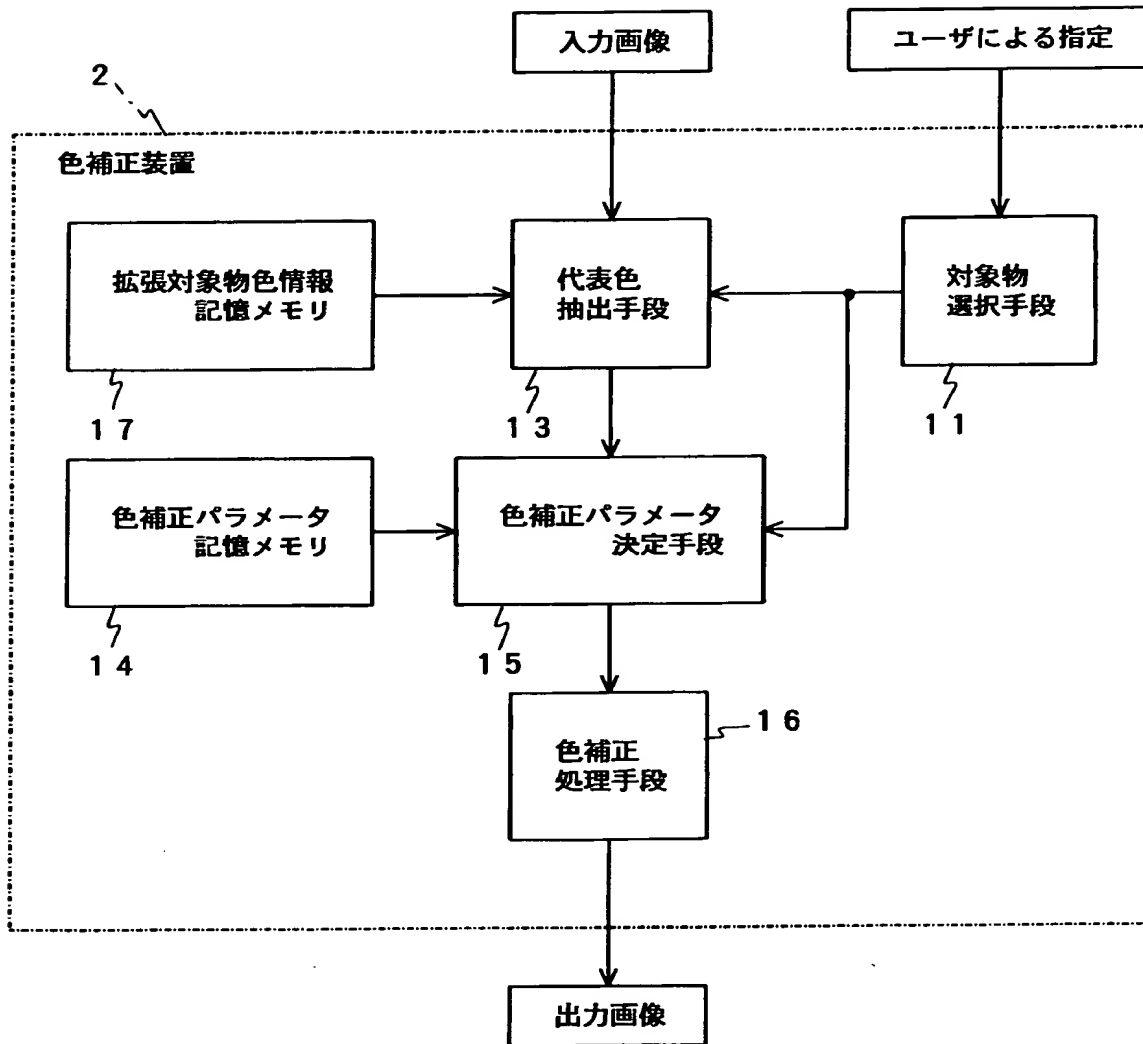 入力画像
ユーザによる指定
2
色補正装置
拡張対象物色情報
記憶メモリ
代表色
抽出手段
対象物
選択手段
17
13
11
色補正パラメータ
記憶メモリ
色補正パラメータ
決定手段
14
15
色補正
処理手段
16
出力画像